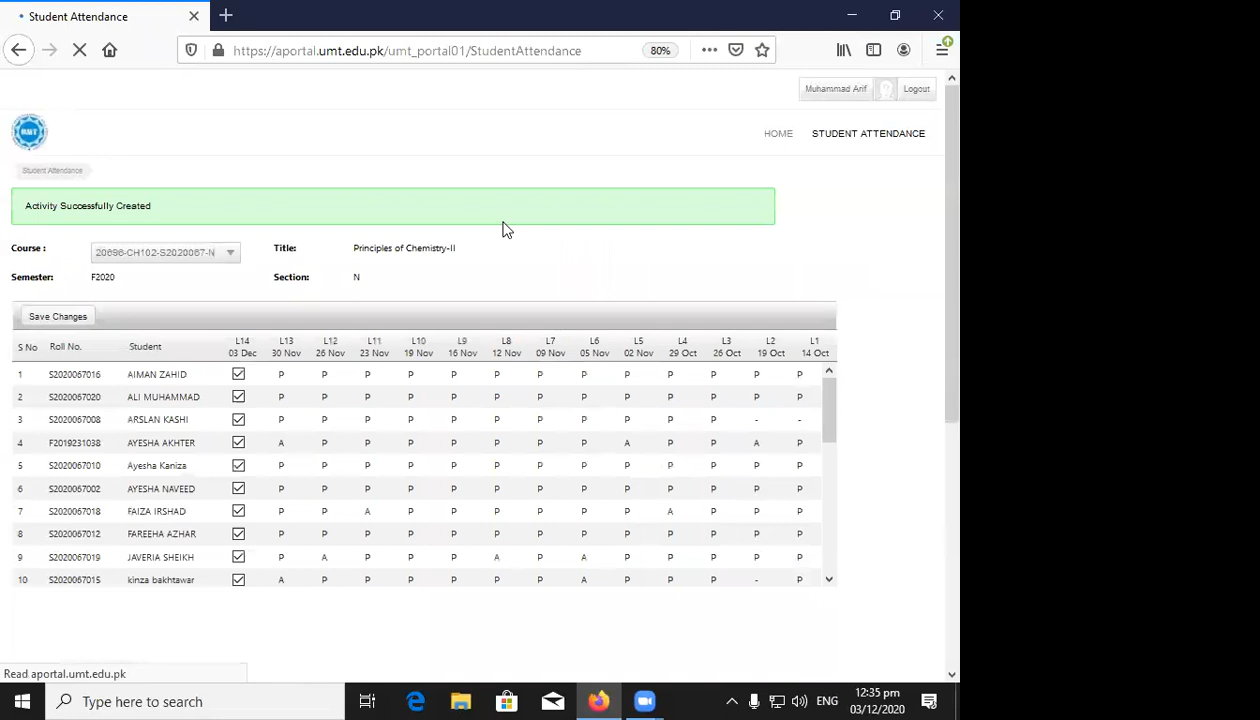 Student Attendance
https://aportal.umt.edu.pk/umt_portal01/StudentAttendance 80%
Muhammad Arif Logout
UMT HOME STUDENT ATTENDANCE
Student Attendance
Activity Successfully Created
Course : 20696-CH102-S2020067-N Title: Principles of Chemistry-II
Semester: F2020 Section: N
Save Changes
S No Roll No. Student L14 L13 L12 L11 L10 L9 L8 L7 L6 L5 L4 L3 L2 L1
03 Dec 30 Nov 26 Nov 23 Nov 19 Nov 16 Nov 12 Nov 09 Nov 05 Nov 02 Nov 29 Oct 26 Oct 19 Oct 14 Oct
1 S2020067016 AIMAN ZAHID P P P P P P P P P P P P P
2 S2020067020 ALI MUHAMMAD P P P P P P P P P P P P P
3 S2020067008 ARSLAN KASHI P P P P P P P P P P P - -
4 F2019231038 AYESHA AKHTER A P P P P P P P A P P A P
5 S2020067010 Ayesha Kaniza P P P P P P P P P P P P P
6 S2020067002 AYESHA NAVEED P P P P P P P P P P P P P
7 S2020067018 FAIZA IRSHAD P P A P P P P P P A P P P
8 S2020067012 FAREEHA AZHAR P P P P P P P P P P P P P
9 S2020067019 JAVERIA SHEIKH P A P P P A P A P P P P P
10 S2020067015 kinza bakhtawar A P P P P P P A P P P - P
Read aportal.umt.edu.pk
Type here to search
ENG
12:35 pm
03/12/2020